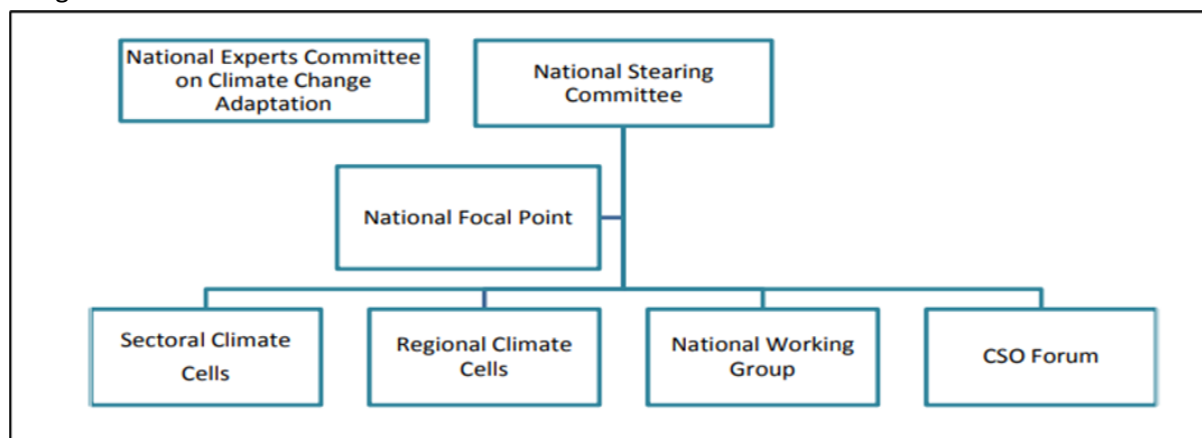 National Experts Committee
on Climate Change
Adaptation
National Stearing
Committee
National Focal Point
Sectoral Climate
Cells
Regional Climate
Cells
National Working
Group
CSO Forum